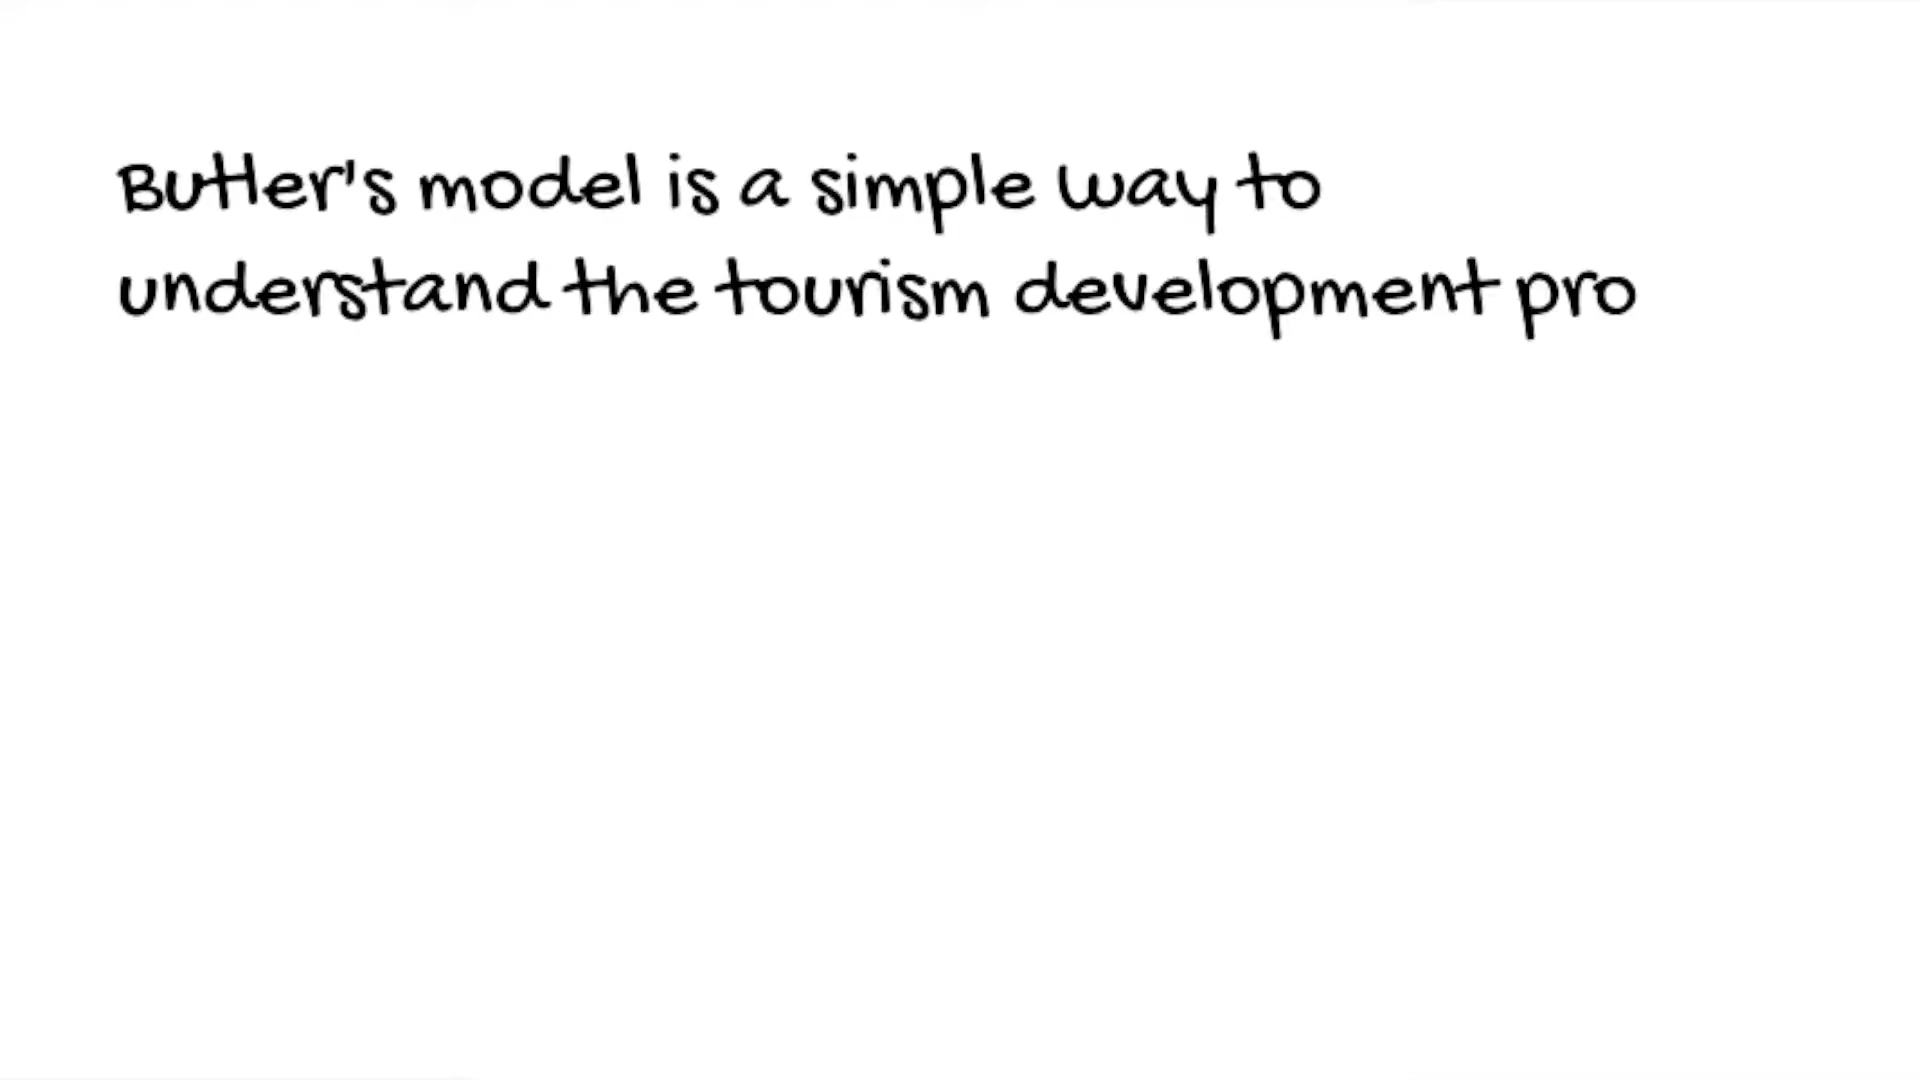 Butler's model is a simple way to
understand the tourism development pro